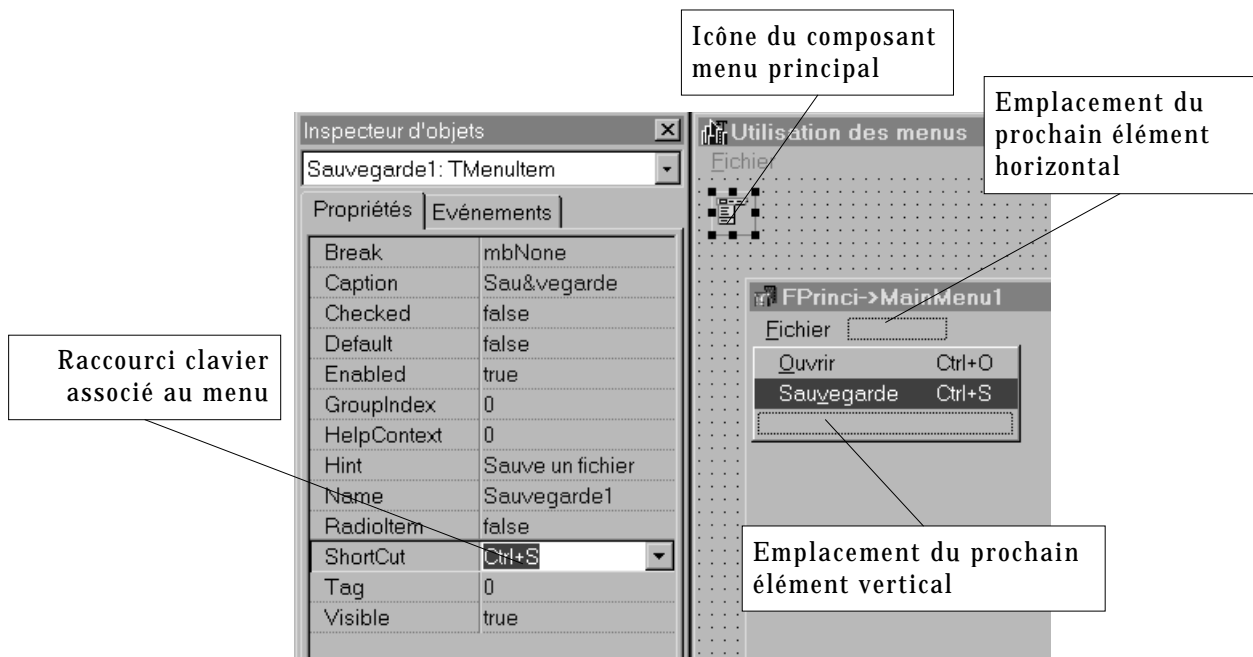 Icône du composant
menu principal
Emplacement du
prochain élément
horizontal
Inspecteur d'objets
Sauvegarde1: TMenuItem
Propriétés Evénements
Break mbNone
Caption Sau&vegarde
Checked false
Default false
Enabled true
GroupIndex 0
HelpContext 0
Hint Sauve un fichier
Name Sauvegarde1
RadioItem false
ShortCut Ctrl+S
Tag 0
Visible true
Raccourci clavier
associé au menu
Utilisation des menus
Fichier
FPrinci->MainMenu1
Fichier
Ouvrir Ctrl+O
Sauvegarde Ctrl+S
Emplacement du prochain
élément vertical